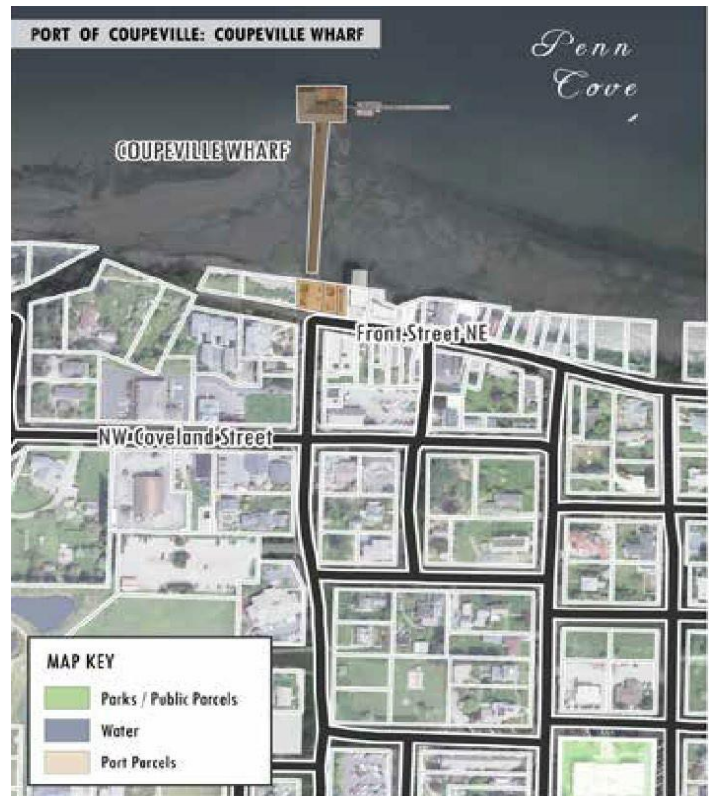 PORT OF COUPEVILLE: COUPEVILLE WHARF
Penn
Cove
COUPEVILLE WHARF
Front Street NE
NW Coveland Street
MAP KEY
Parks / Public Parcels
Water
Port Parcels